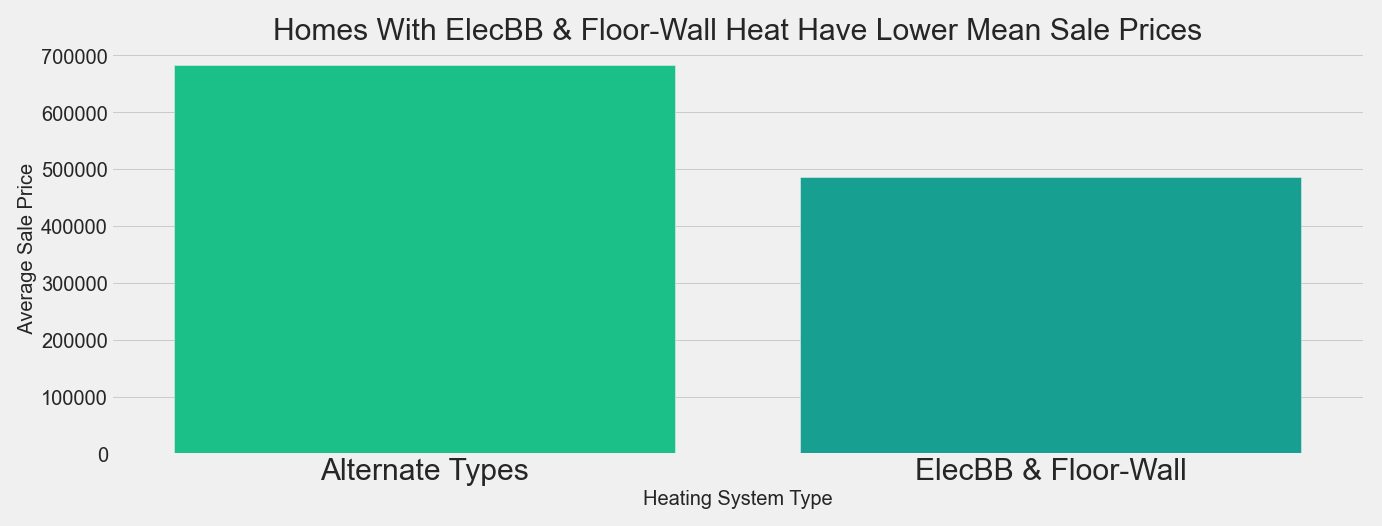 Homes With ElecBB & Floor-Wall Heat Have Lower Mean Sale Prices
700000
600000
500000
400000
300000
200000
100000
0
Average Sale Price
Alternate Types
ElecBB & Floor-Wall
Heating System Type